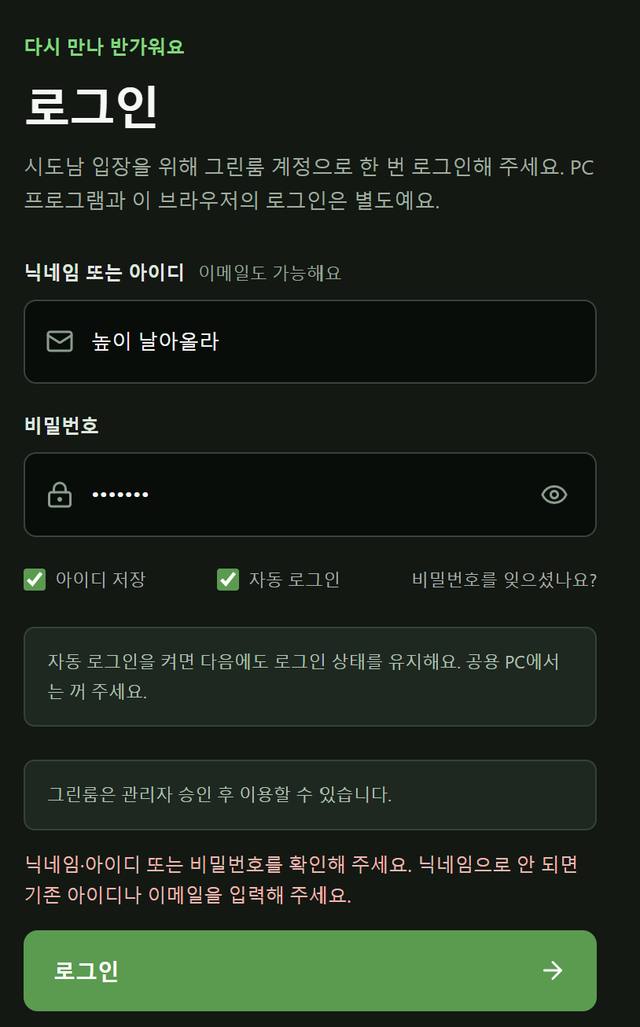 다시 만나 반가워요
로그인
시도남 입장을 위해 그린룸 계정으로 한 번 로그인해 주세요. PC
프로그램과 이 브라우저의 로그인은 별도예요.
닉네임 또는 아이디 이메일도 가능해요
높이 날아올라
비밀번호
•••••••
아이디 저장 자동 로그인 비밀번호를 잊으셨나요?
자동 로그인을 켜면 다음에도 로그인 상태를 유지해요. 공용 PC에서
는 꺼 주세요.
그린룸은 관리자 승인 후 이용할 수 있습니다.
닉네임·아이디 또는 비밀번호를 확인해 주세요. 닉네임으로 안 되면
기존 아이디나 이메일을 입력해 주세요.
로그인